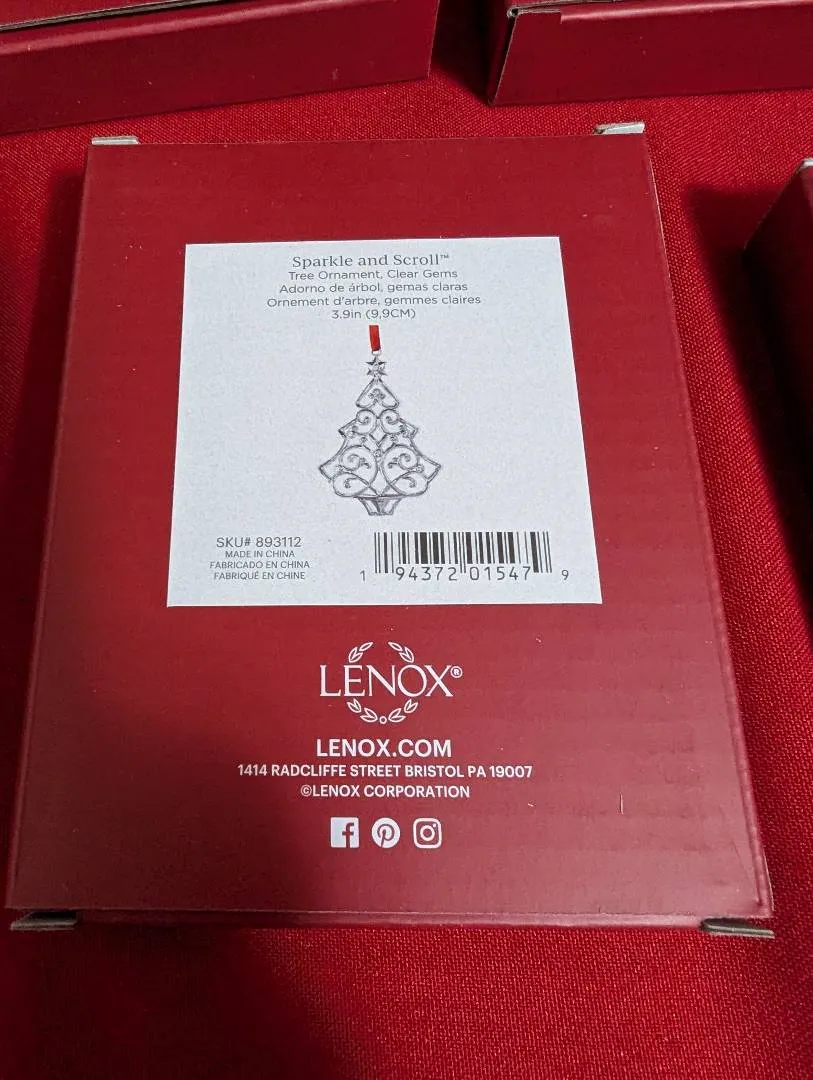 Sparkle and Scroll™
Tree Ornament, Clear Gems
Adorno de árbol, gemas claras
Ornement d'arbre, gemmes claires
3.9in (9,9CM)
SKU# 893112
MADE IN CHINA
FABRICADO EN CHINA
FABRIQUÉ EN CHINE
1 94372 01547 9
LENOX®
LENOX.COM
1414 RADCLIFFE STREET BRISTOL PA 19007
©LENOX CORPORATION